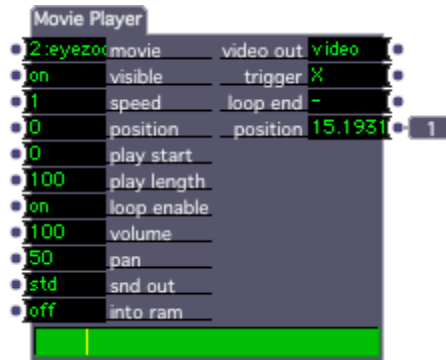 Movie Player
2:eyezoo movie video out video
on visible trigger X
1 speed loop end -
0 position position 15.1931 1
0 play start
100 play length
on loop enable
100 volume
50 pan
std snd out
off into ram